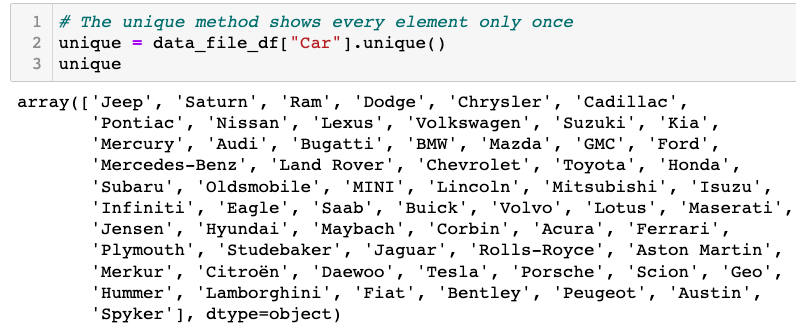 1 # The unique method shows every element only once
2 unique = data_file_df["Car"].unique()
3 unique
array(['Jeep', 'Saturn', 'Ram', 'Dodge', 'Chrysler', 'Cadillac',
'Pontiac', 'Nissan', 'Lexus', 'Volkswagen', 'Suzuki', 'Kia',
'Mercury', 'Audi', 'Bugatti', 'BMW', 'Mazda', 'GMC', 'Ford',
'Mercedes-Benz', 'Land Rover', 'Chevrolet', 'Toyota', 'Honda',
'Subaru', 'Oldsmobile', 'MINI', 'Lincoln', 'Mitsubishi', 'Isuzu',
'Infiniti', 'Eagle', 'Saab', 'Buick', 'Volvo', 'Lotus', 'Maserati',
'Jensen', 'Hyundai', 'Maybach', 'Corbin', 'Acura', 'Ferrari',
'Plymouth', 'Studebaker', 'Jaguar', 'Rolls-Royce', 'Aston Martin',
'Merkur', 'Citroën', 'Daewoo', 'Tesla', 'Porsche', 'Scion', 'Geo',
'Hummer', 'Lamborghini', 'Fiat', 'Bentley', 'Peugeot', 'Austin',
'Spyker'], dtype=object)